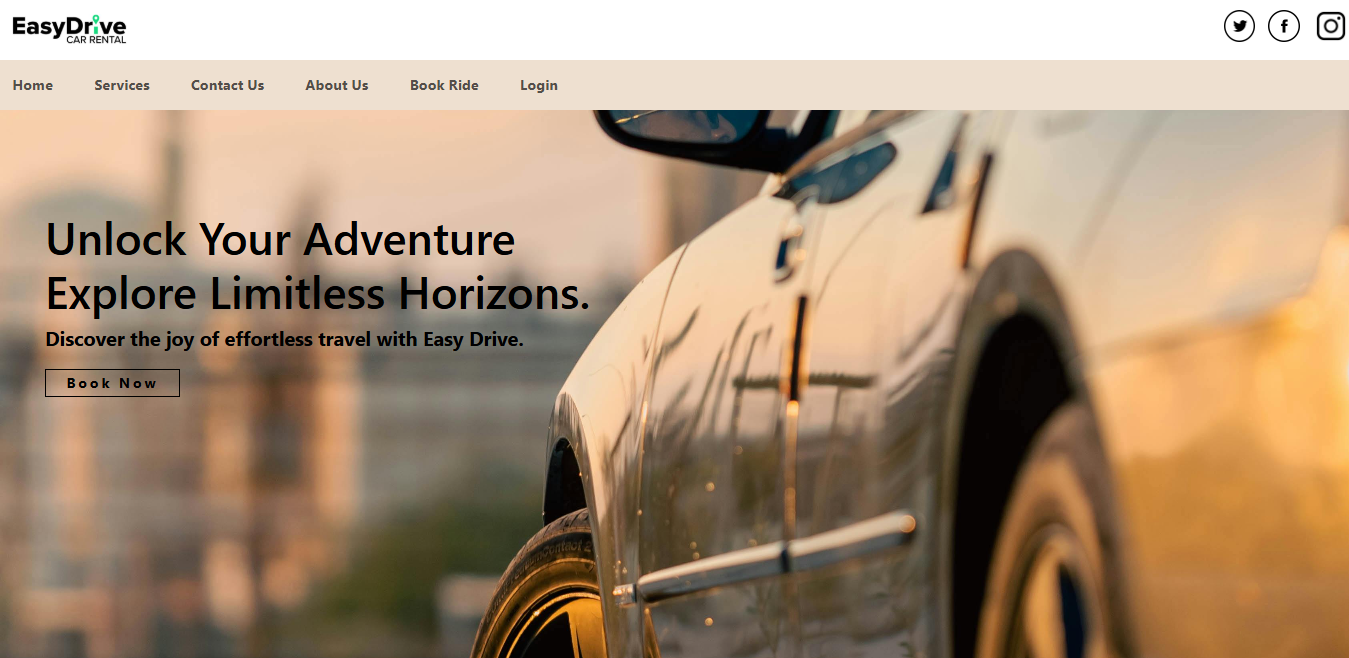 EasyDrive
CAR RENTAL
Home Services Contact Us About Us Book Ride Login
Unlock Your Adventure
Explore Limitless Horizons.
Discover the joy of effortless travel with Easy Drive.
Book Now